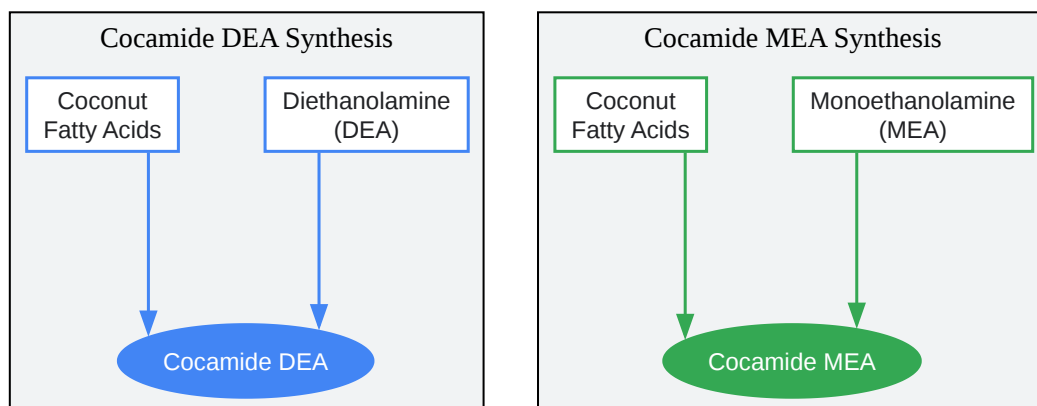 Cocamide DEA Synthesis
Coconut
Fatty Acids
Diethanolamine
(DEA)
Cocamide DEA
Cocamide MEA Synthesis
Coconut
Fatty Acids
Monoethanolamine
(MEA)
Cocamide MEA